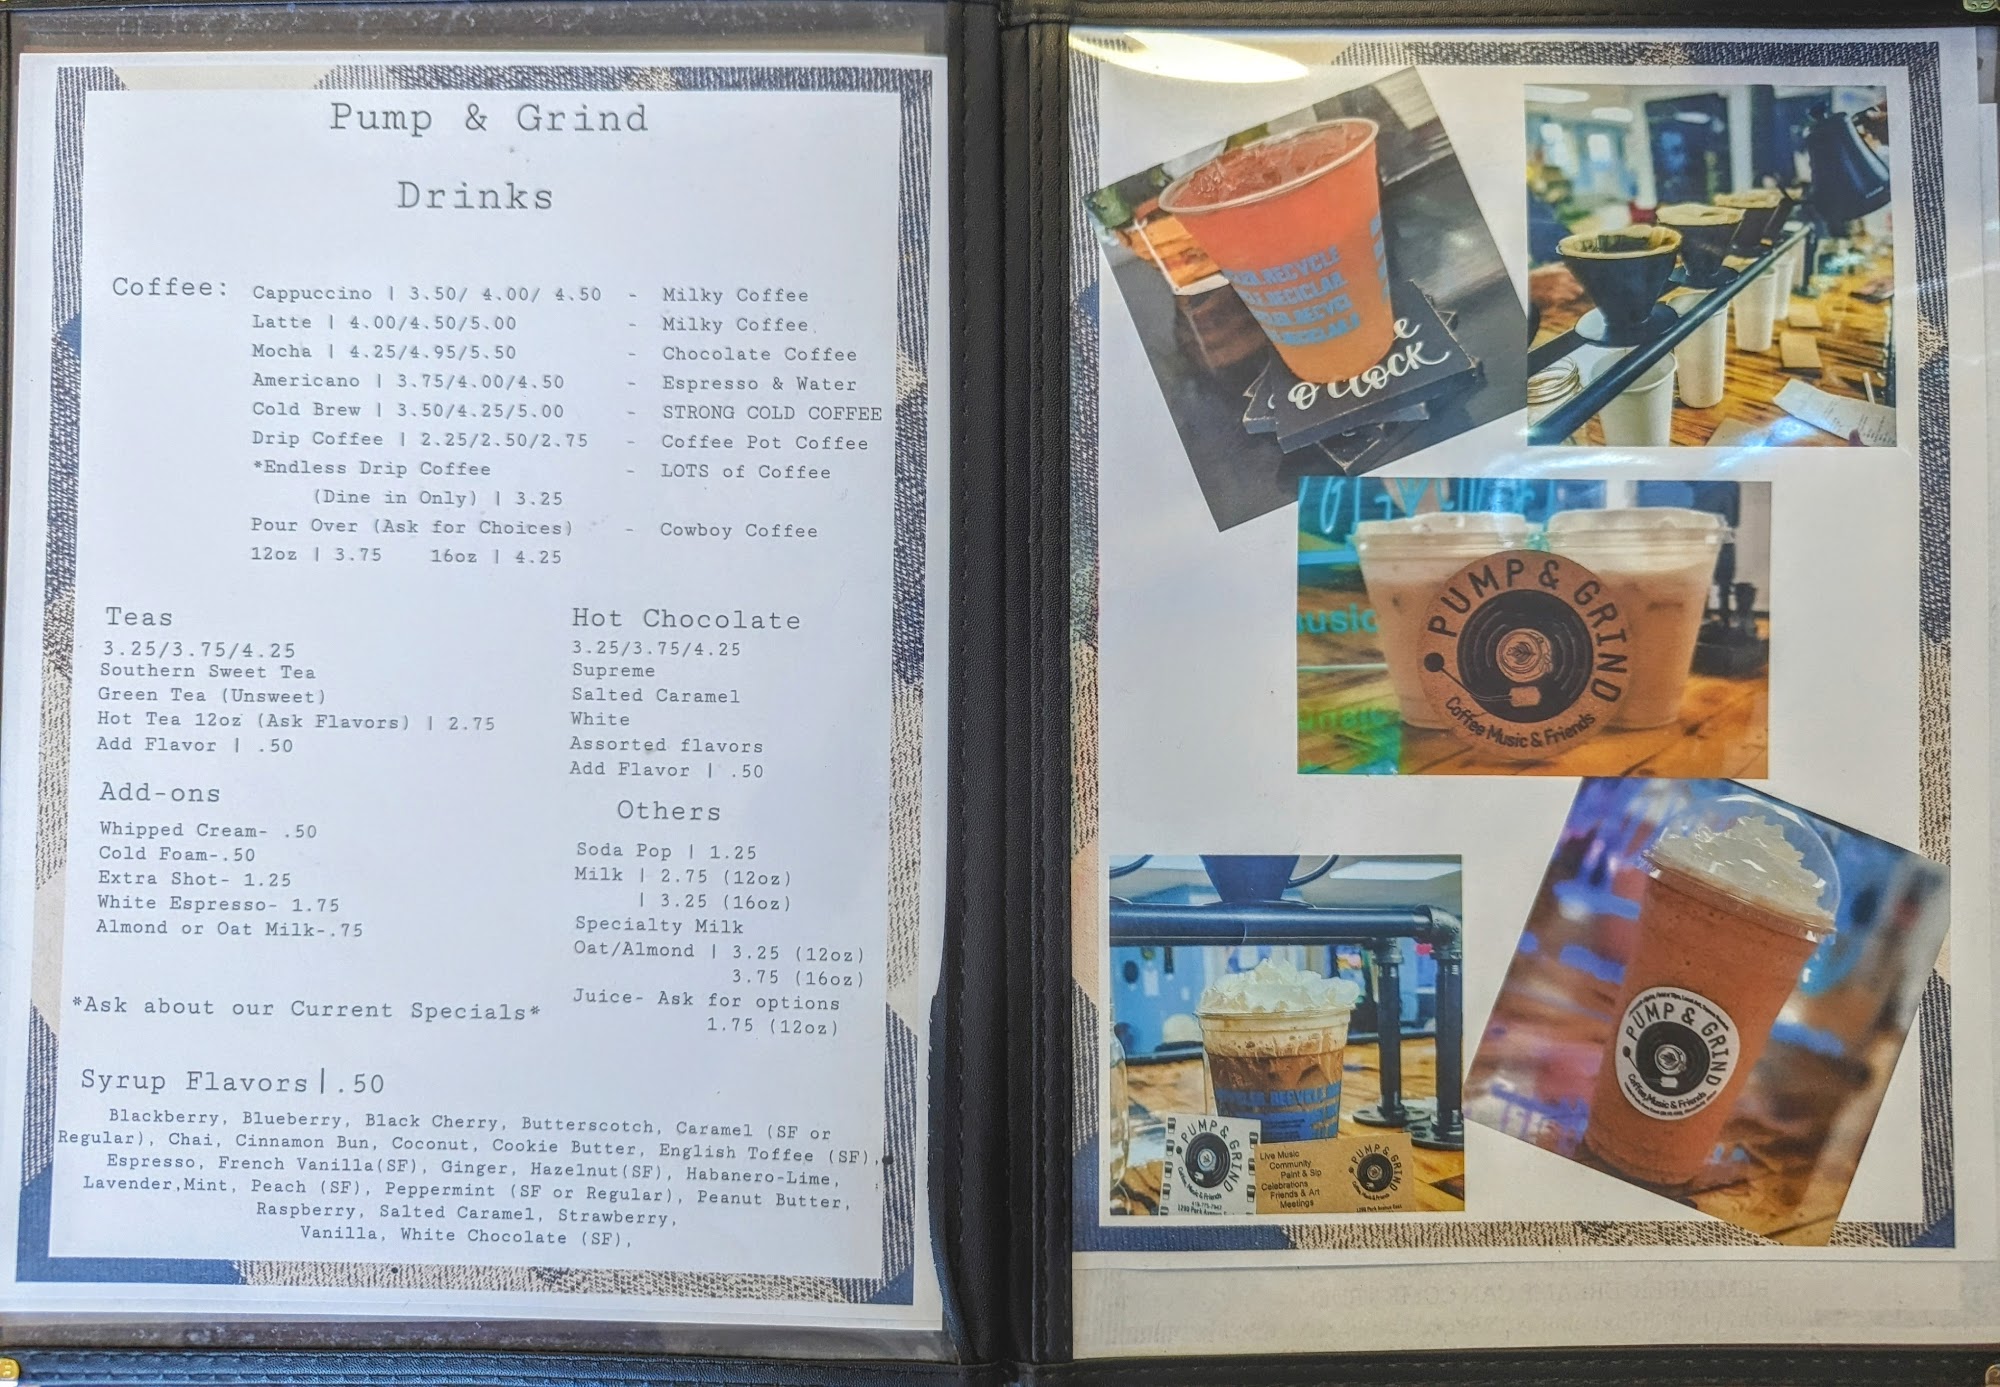 Pump & Grind
Drinks
Coffee:
Cappuccino | 3.50/ 4.00/ 4.50 - Milky Coffee
Latte | 4.00/4.50/5.00 - Milky Coffee
Mocha | 4.25/4.95/5.50 - Chocolate Coffee
Americano | 3.75/4.00/4.50 - Espresso & Water
Cold Brew | 3.50/4.25/5.00 - STRONG COLD COFFEE
Drip Coffee | 2.25/2.50/2.75 - Coffee Pot Coffee
*Endless Drip Coffee - LOTS of Coffee
(Dine in Only) | 3.25
Pour Over (Ask for Choices) - Cowboy Coffee
12oz | 3.75 16oz | 4.25
Teas
3.25/3.75/4.25
Southern Sweet Tea
Green Tea (Unsweet)
Hot Tea 12oz (Ask Flavors) | 2.75
Add Flavor | .50
Add-ons
Whipped Cream- .50
Cold Foam-.50
Extra Shot- 1.25
White Espresso- 1.75
Almond or Oat Milk-.75
*Ask about our Current Specials*
Hot Chocolate
3.25/3.75/4.25
Supreme
Salted Caramel
White
Assorted flavors
Add Flavor | .50
Others
Soda Pop | 1.25
Milk | 2.75 (12oz)
| 3.25 (16oz)
Specialty Milk
Oat/Almond | 3.25 (12oz)
3.75 (16oz)
Juice- Ask for options
1.75 (12oz)
Syrup Flavors|.50
Blackberry, Blueberry, Black Cherry, Butterscotch, Caramel (SF or
Regular), Chai, Cinnamon Bun, Coconut, Cookie Butter, English Toffee (SF),
Espresso, French Vanilla(SF), Ginger, Hazelnut(SF), Habanero-Lime,
Lavender,Mint, Peach (SF), Peppermint (SF or Regular), Peanut Butter,
Raspberry, Salted Caramel, Strawberry,
Vanilla, White Chocolate (SF),
RECYCLE
O'CLOCK
music
PUMP & GRIND
Coffee Music & Friends
PUMP & GRIND
Coffee, Music & Friends
Live Music
Community
Paint & Sip
Celebrations
Friends & Art
Meetings
PUMP & GRIND
PUMP & GRIND
Coffee, Music & Friends